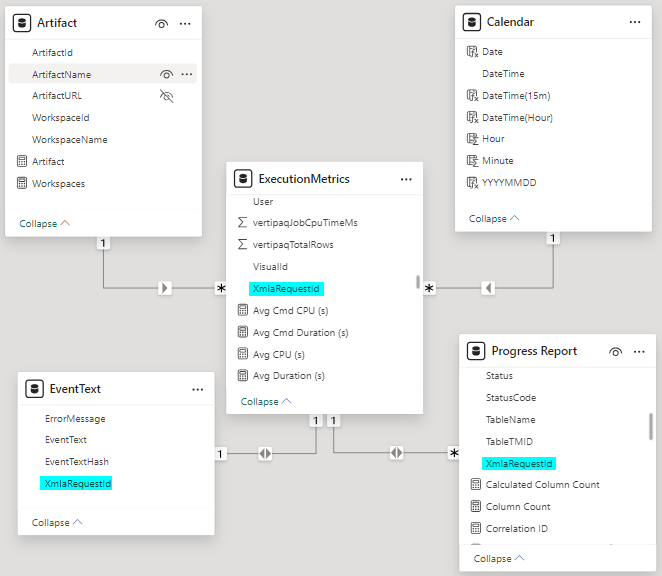 Artifact
ArtifactId
ArtifactName
ArtifactURL
WorkspaceId
WorkspaceName
Artifact
Workspaces
Collapse
1
Calendar
Date
DateTime
DateTime(15m)
DateTime(Hour)
Hour
Minute
YYYYMMDD
Collapse
1
ExecutionMetrics
User
vertipaqJobCpuTimeMs
vertipaqTotalRows
VisualId
XmlaRequestId
Avg Cmd CPU (s)
Avg Cmd Duration (s)
Avg CPU (s)
Avg Duration (s)
Collapse
*
*
1
1
EventText
ErrorMessage
EventText
EventTextHash
XmlaRequestId
Collapse
1
Progress Report
Status
StatusCode
TableName
TableTMID
XmlaRequestId
Calculated Column Count
Column Count
Correlation ID
Collapse
*